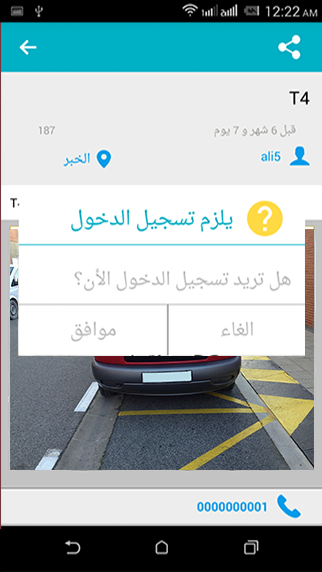 12:22 AM
T4
قبل 6 شهر و 7 يوم
187
ali5
الخبر
T4
يلزم تسجيل الدخول
هل تريد تسجيل الدخول الأن؟
الغاء
موافق
0000000001